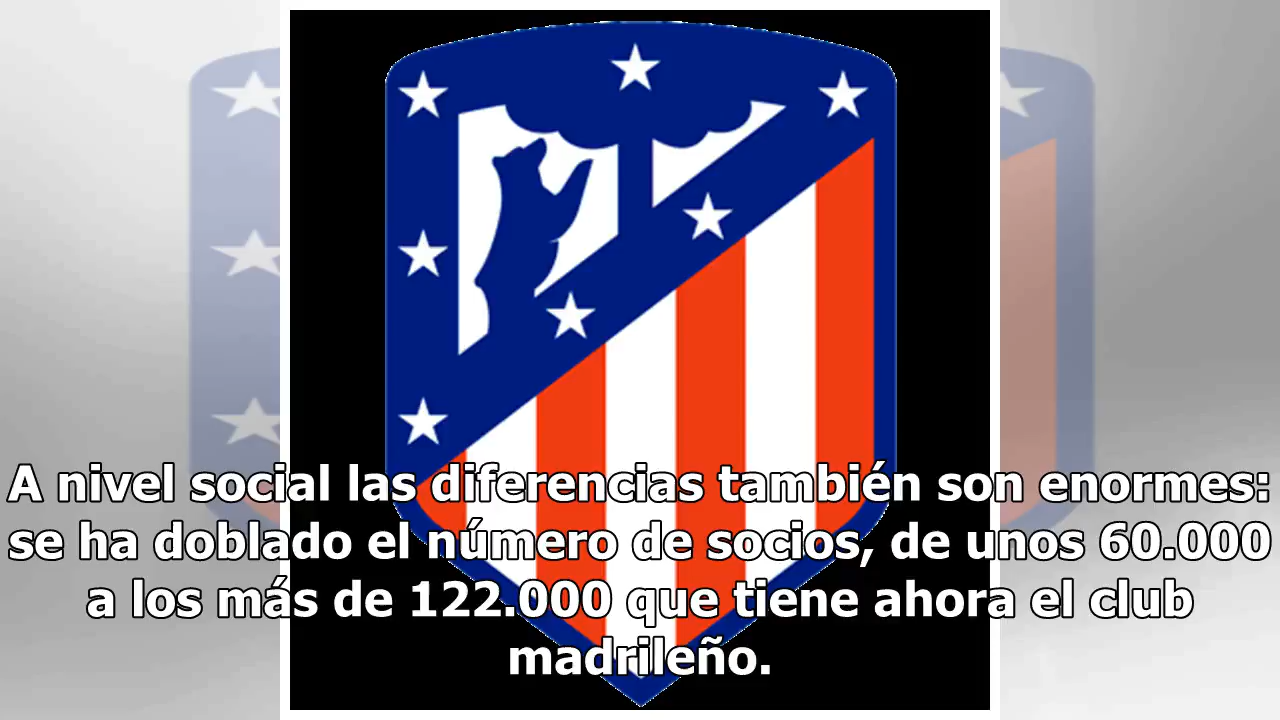 A nivel social las diferencias también son enormes:
se ha doblado el número de socios, de unos 60.000
a los más de 122.000 que tiene ahora el club
madrileño.